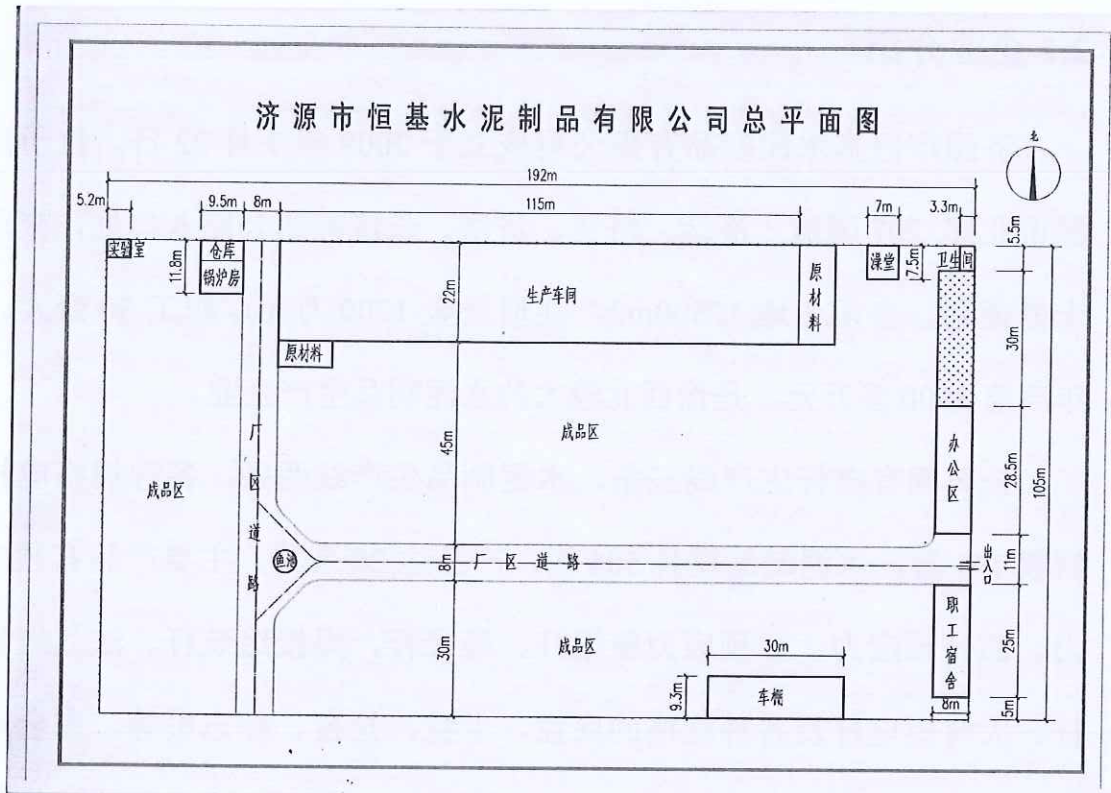 济源市恒基水泥制品有限公司总平面图
北
192m
5.2m
9.5m
8m
115m
7m
3.3m
5.5m
实验室
仓库
锅炉房
11.8m
22m
生产车间
原材料
澡堂
7.5m
卫生间
原材料
30m
厂区道路
45m
成品区
成品区
办公区
28.5m
105m
鱼池
8m
厂区道路
出入口
11m
30m
成品区
30m
9.3m
车棚
职工宿舍
25m
8m
5m